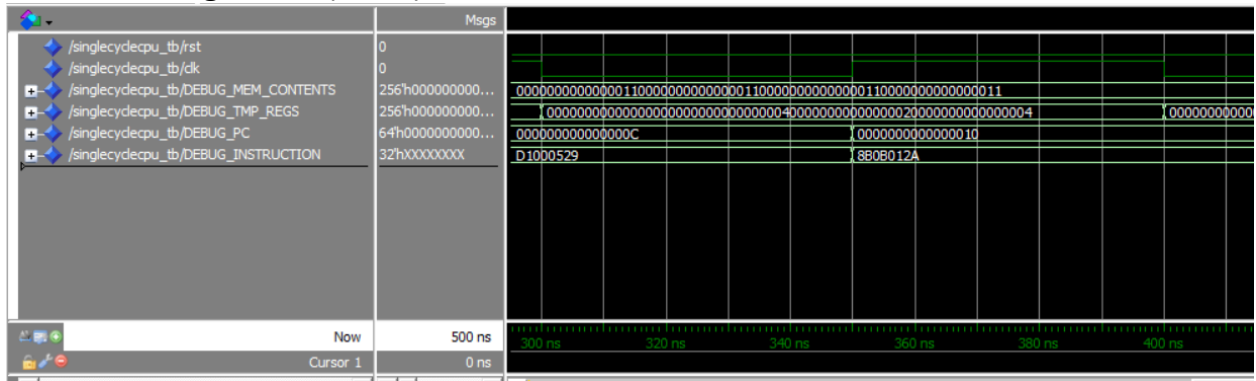 Msgs
/singlecyclecpu_tb/rst 0
/singlecyclecpu_tb/clk 0
/singlecyclecpu_tb/DEBUG_MEM_CONTENTS 256'h000000000... 0000000000000011000000000000001100000000000000110000000000000011
/singlecyclecpu_tb/DEBUG_TMP_REGS 256'h000000000... 0000000000000000000000000000000400000000000000020000000000000004
/singlecyclecpu_tb/DEBUG_PC 64'h0000000000... 000000000000000C 0000000000000010
/singlecyclecpu_tb/DEBUG_INSTRUCTION 32'hXXXXXXXX D1000529 8B0B012A
Now 500 ns 300 ns 320 ns 340 ns 360 ns 380 ns 400 ns
Cursor 1 0 ns